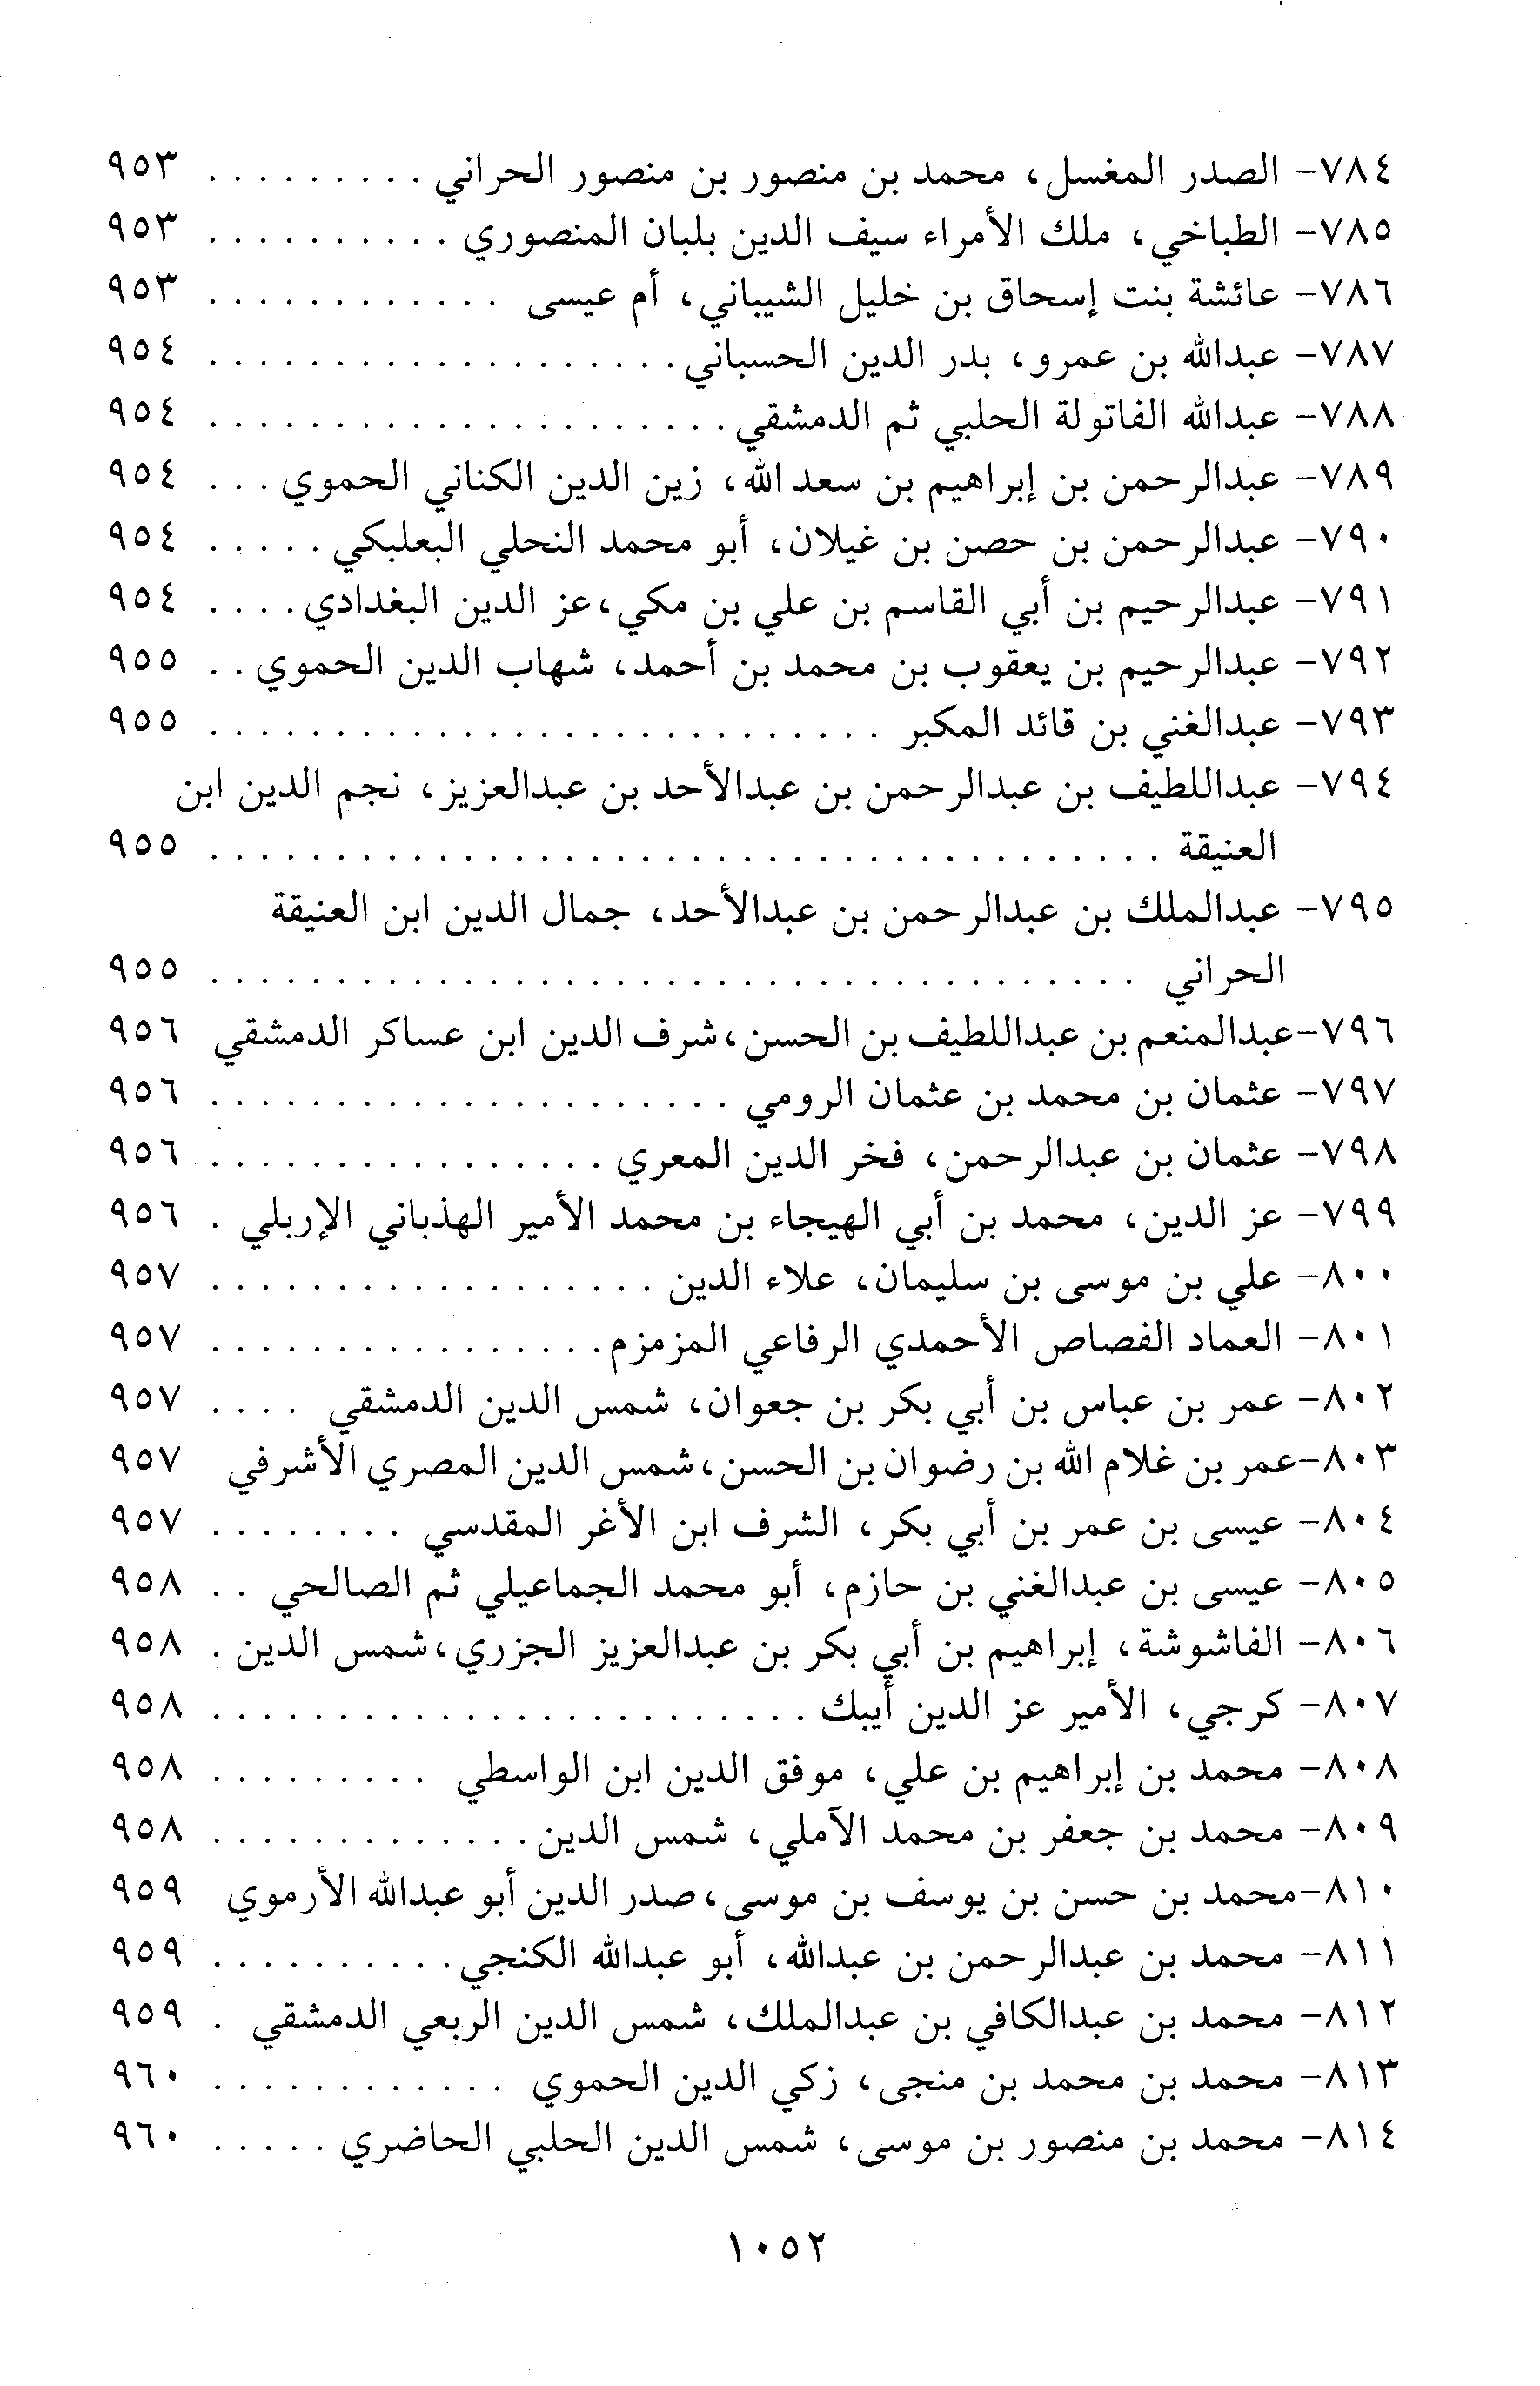 ٧٨٤- الصدر المغسل، محمد بن منصور بن منصور الحراني . . . . . . . . . ٩٥٣
٧٨٥- الطباخي، ملك الأمراء سيف الدين بلبان المنصوري . . . . . . . . . . ٩٥٣
٧٨٦- عائشة بنت إسحاق بن خليل الشيباني، أم عيسى . . . . . . . . . . . . ٩٥٣
٧٨٧- عبدالله بن عمرو، بدر الدين الحسباني . . . . . . . . . . . . . . . . . . . ٩٥٤
٧٨٨- عبدالله الفاتولة الحلبي ثم الدمشقي . . . . . . . . . . . . . . . . . . . . . ٩٥٤
٧٨٩- عبدالرحمن بن إبراهيم بن سعد الله، زين الدين الكناني الحموي . . . ٩٥٤
٧٩٠- عبدالرحمن بن حصن بن غيلان، أبو محمد النحلي البعلبكي . . . . . ٩٥٤
٧٩١- عبدالرحيم بن أبي القاسم بن علي بن مكي، عز الدين البغدادي . . . . ٩٥٤
٧٩٢- عبدالرحيم بن يعقوب بن محمد بن أحمد، شهاب الدين الحموي . . ٩٥٥
٧٩٣- عبدالغني بن قائد المكبر . . . . . . . . . . . . . . . . . . . . . . . . . . . ٩٥٥
٧٩٤- عبداللطيف بن عبدالرحمن بن عبدالأحد بن عبدالعزيز، نجم الدين ابن
العنيقة . . . . . . . . . . . . . . . . . . . . . . . . . . . . . . . . . . . . . . ٩٥٥
٧٩٥- عبدالملك بن عبدالرحمن بن عبدالأحد، جمال الدين ابن العنيقة
الحراني . . . . . . . . . . . . . . . . . . . . . . . . . . . . . . . . . . . . . ٩٥٥
٧٩٦- عبدالمنعم بن عبداللطيف بن الحسن، شرف الدين ابن عساكر الدمشقي ٩٥٦
٧٩٧- عثمان بن محمد بن عثمان الرومي . . . . . . . . . . . . . . . . . . . . . ٩٥٦
٧٩٨- عثمان بن عبدالرحمن، فخر الدين المعري . . . . . . . . . . . . . . . . ٩٥٦
٧٩٩- عز الدين، محمد بن أبي الهيجاء بن محمد الأمير الهذباني الإربلي . ٩٥٦
٨٠٠- علي بن موسى بن سليمان، علاء الدين . . . . . . . . . . . . . . . . . . ٩٥٧
٨٠١- العماد الفصاص الأحمدي الرفاعي المزمزم . . . . . . . . . . . . . . . . ٩٥٧
٨٠٢- عمر بن عباس بن أبي بكر بن جعوان، شمس الدين الدمشقي . . . . ٩٥٧
٨٠٣- عمر بن غلام الله بن رضوان بن الحسن، شمس الدين المصري الأشرفي ٩٥٧
٨٠٤- عيسى بن عمر بن أبي بكر، الشرف ابن الأغر المقدسي . . . . . . . . ٩٥٧
٨٠٥- عيسى بن عبدالغني بن حازم، أبو محمد الجماعيلي ثم الصالحي . . ٩٥٨
٨٠٦- الفاشوشة، إبراهيم بن أبي بكر بن عبدالعزيز الجزري، شمس الدين . ٩٥٨
٨٠٧- كرجي، الأمير عز الدين أيبك . . . . . . . . . . . . . . . . . . . . . . . . ٩٥٨
٨٠٨- محمد بن إبراهيم بن علي، موفق الدين ابن الواسطي . . . . . . . . . ٩٥٨
٨٠٩- محمد بن جعفر بن محمد الآملي، شمس الدين . . . . . . . . . . . . . ٩٥٨
٨١٠- محمد بن حسن بن يوسف بن موسى، صدر الدين أبو عبدالله الأرموي ٩٥٩
٨١١- محمد بن عبدالرحمن بن عبدالله، أبو عبدالله الكنجي . . . . . . . . . . ٩٥٩
٨١٢- محمد بن عبدالكافي بن عبدالملك، شمس الدين الربعي الدمشقي . ٩٥٩
٨١٣- محمد بن محمد بن منجى، زكي الدين الحموي . . . . . . . . . . . . ٩٦٠
٨١٤- محمد بن منصور بن موسى، شمس الدين الحلبي الحاضري . . . . . ٩٦٠
١٠٥٢